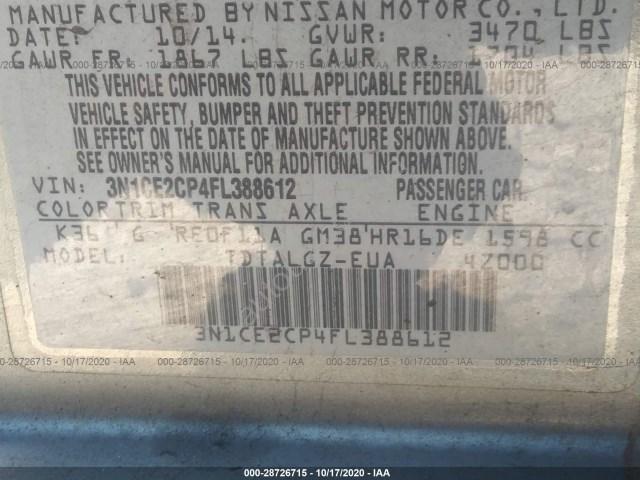 MANUFACTURED BY NISSAN MOTOR CO., LTD.
DATE: 10/14. GVWR: 3470 LBS
GAWR FR: 1867 LBS GAWR RR: 1704 LBS
THIS VEHICLE CONFORMS TO ALL APPLICABLE FEDERAL MOTOR
VEHICLE SAFETY, BUMPER AND THEFT PREVENTION STANDARDS
IN EFFECT ON THE DATE OF MANUFACTURE SHOWN ABOVE.
SEE OWNER'S MANUAL FOR ADDITIONAL INFORMATION.
VIN: 3N1CE2CP4FL388612 PASSENGER CAR.
COLOR TRIM TRANS AXLE ENGINE
K36 G RE0F11A GM38 HR16DE 1598 CC
MODEL: TDTALGZ-EUA 4Z000
3N1CE2CP4FL388612
000-28726715 - 10/17/2020 - IAA